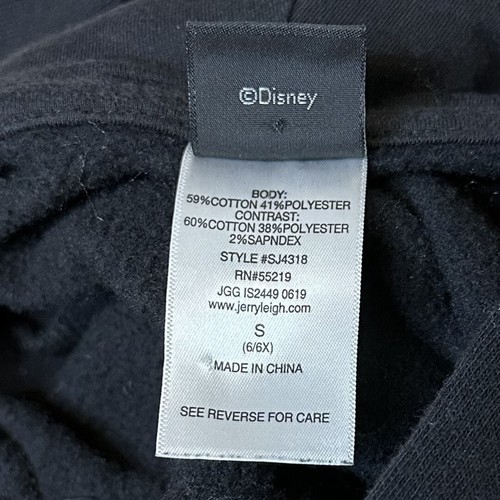 ©Disney
BODY:
59%COTTON 41%POLYESTER
CONTRAST:
60%COTTON 38%POLYESTER
2%SAPNDEX
STYLE #SJ4318
RN#55219
JGG IS2449 0619
www.jerryleigh.com
S
(6/6X)
MADE IN CHINA
SEE REVERSE FOR CARE